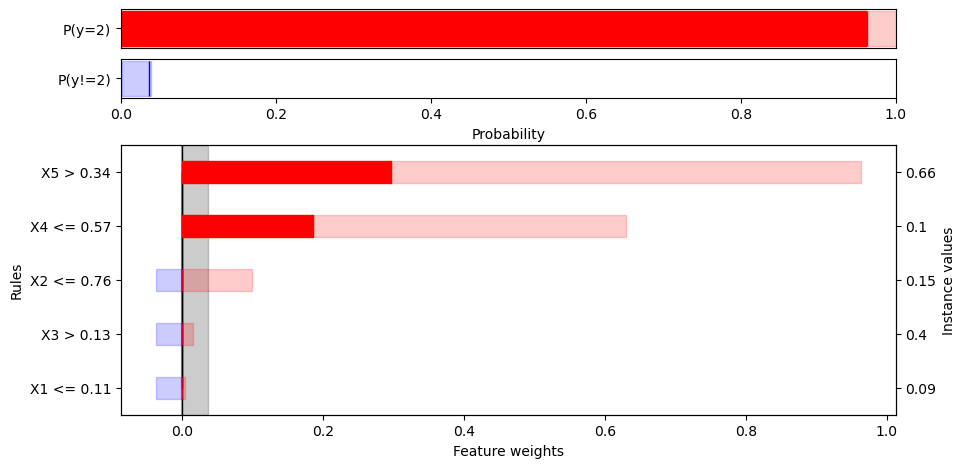 P(y=2)
P(y!=2)
0.0 0.2 0.4 0.6 0.8 1.0
Probability
X5 > 0.34 0.66
X4 <= 0.57 0.1
X2 <= 0.76 0.15
X3 > 0.13 0.4
X1 <= 0.11 0.09
Rules
Instance values
0.0 0.2 0.4 0.6 0.8 1.0
Feature weights